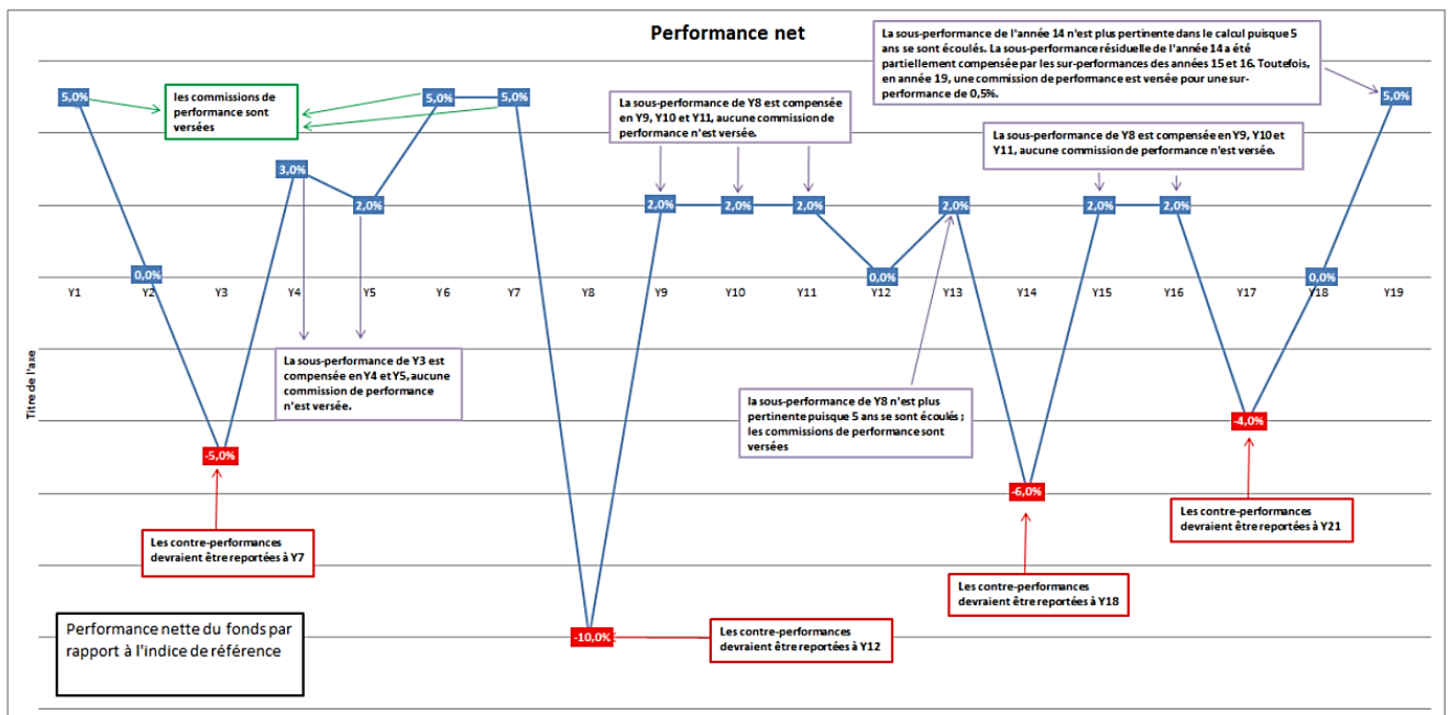 Performance net
La sous-performance de l'année 14 n'est plus pertinente dans le calcul puisque 5
ans se sont écoulés. La sous-performance résiduelle de l'année 14 a été
partiellement compensée par les sur-performances des années 15 et 16. Toutefois,
en année 19, une commission de performance est versée pour une sur-
performance de 0,5%.
5,0%
les commissions de
performance sont
versées
5,0%
5,0%
La sous-performance de Y8 est compensée
en Y9, Y10 et Y11, aucune commission de
performance n'est versée.
La sous-performance de Y8 est compensée en Y9, Y10 et
Y11, aucune commission de performance n'est versée.
5,0%
3,0%
2,0%
2,0%
2,0%
2,0%
2,0%
2,0%
2,0%
0,0%
0,0%
0,0%
Y1
Y2
Y3
Y4
Y5
Y6
Y7
Y8
Y9
Y10
Y11
Y12
Y13
Y14
Y15
Y16
Y17
Y18
Y19
Titre de l'axe
La sous-performance de Y3 est
compensée en Y4 et Y5, aucune
commission de performance
n'est versée.
la sous-performance de Y8 n'est plus
pertinente puisque 5 ans se sont écoulés ;
les commissions de performance sont
versées
-4,0%
-5,0%
-6,0%
Les contre-performances
devraient être reportées à Y21
Les contre-performances
devraient être reportées à Y7
Les contre-performances
devraient être reportées à Y18
-10,0%
Les contre-performances
devraient être reportées à Y12
Performance nette du fonds par
rapport à l'indice de référence